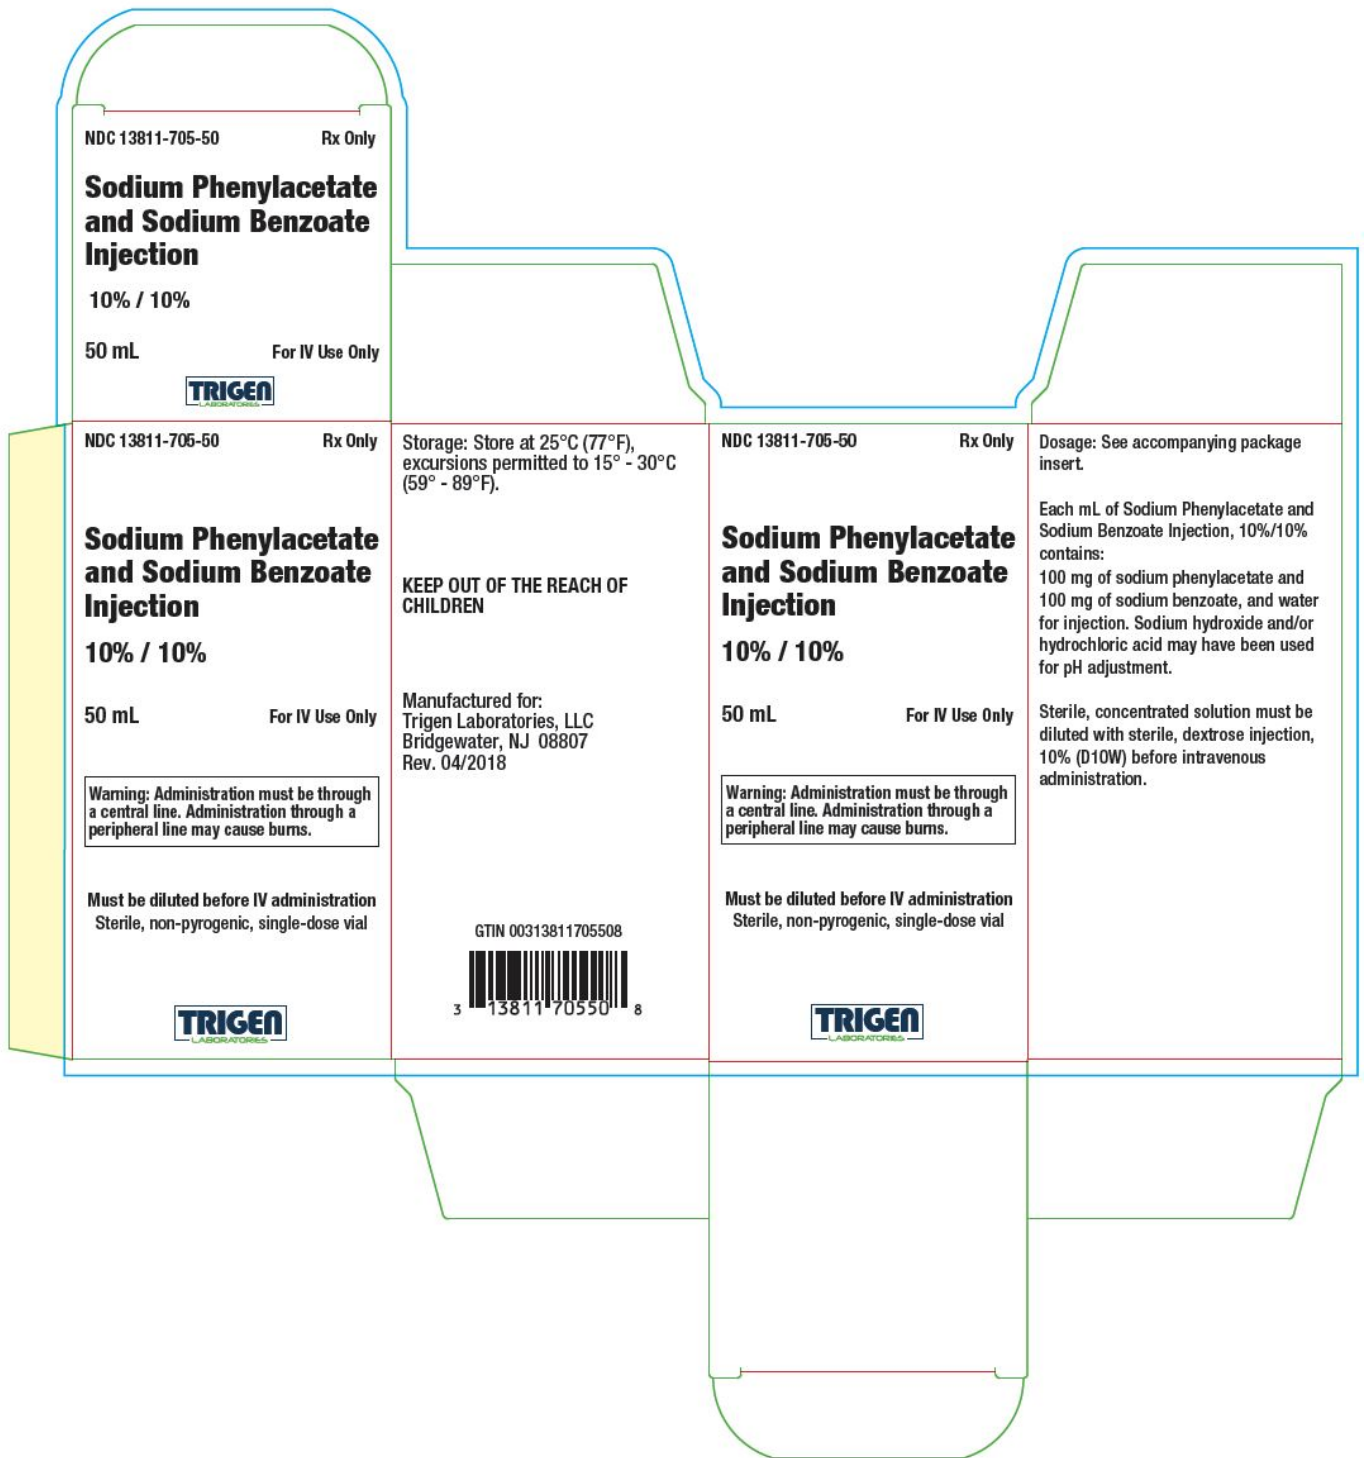 NDC 13811-705-50 Rx Only
Sodium Phenylacetate
and Sodium Benzoate
Injection
10% / 10%
50 mL For IV Use Only
TRIGEN
LABORATORIES
NDC 13811-705-50 Rx Only
Sodium Phenylacetate
and Sodium Benzoate
Injection
10% / 10%
50 mL For IV Use Only
Warning: Administration must be through
a central line. Administration through a
peripheral line may cause burns.
Must be diluted before IV administration
Sterile, non-pyrogenic, single-dose vial
TRIGEN
LABORATORIES
Storage: Store at 25°C (77°F),
excursions permitted to 15° - 30°C
(59° - 89°F).
KEEP OUT OF THE REACH OF
CHILDREN
Manufactured for:
Trigen Laboratories, LLC
Bridgewater, NJ 08807
Rev. 04/2018
GTIN 00313811705508
3 13811 70550 8
NDC 13811-705-50 Rx Only
Sodium Phenylacetate
and Sodium Benzoate
Injection
10% / 10%
50 mL For IV Use Only
Warning: Administration must be through
a central line. Administration through a
peripheral line may cause burns.
Must be diluted before IV administration
Sterile, non-pyrogenic, single-dose vial
TRIGEN
LABORATORIES
Dosage: See accompanying package
insert.
Each mL of Sodium Phenylacetate and
Sodium Benzoate Injection, 10%/10%
contains:
100 mg of sodium phenylacetate and
100 mg of sodium benzoate, and water
for injection. Sodium hydroxide and/or
hydrochloric acid may have been used
for pH adjustment.
Sterile, concentrated solution must be
diluted with sterile, dextrose injection,
10% (D10W) before intravenous
administration.